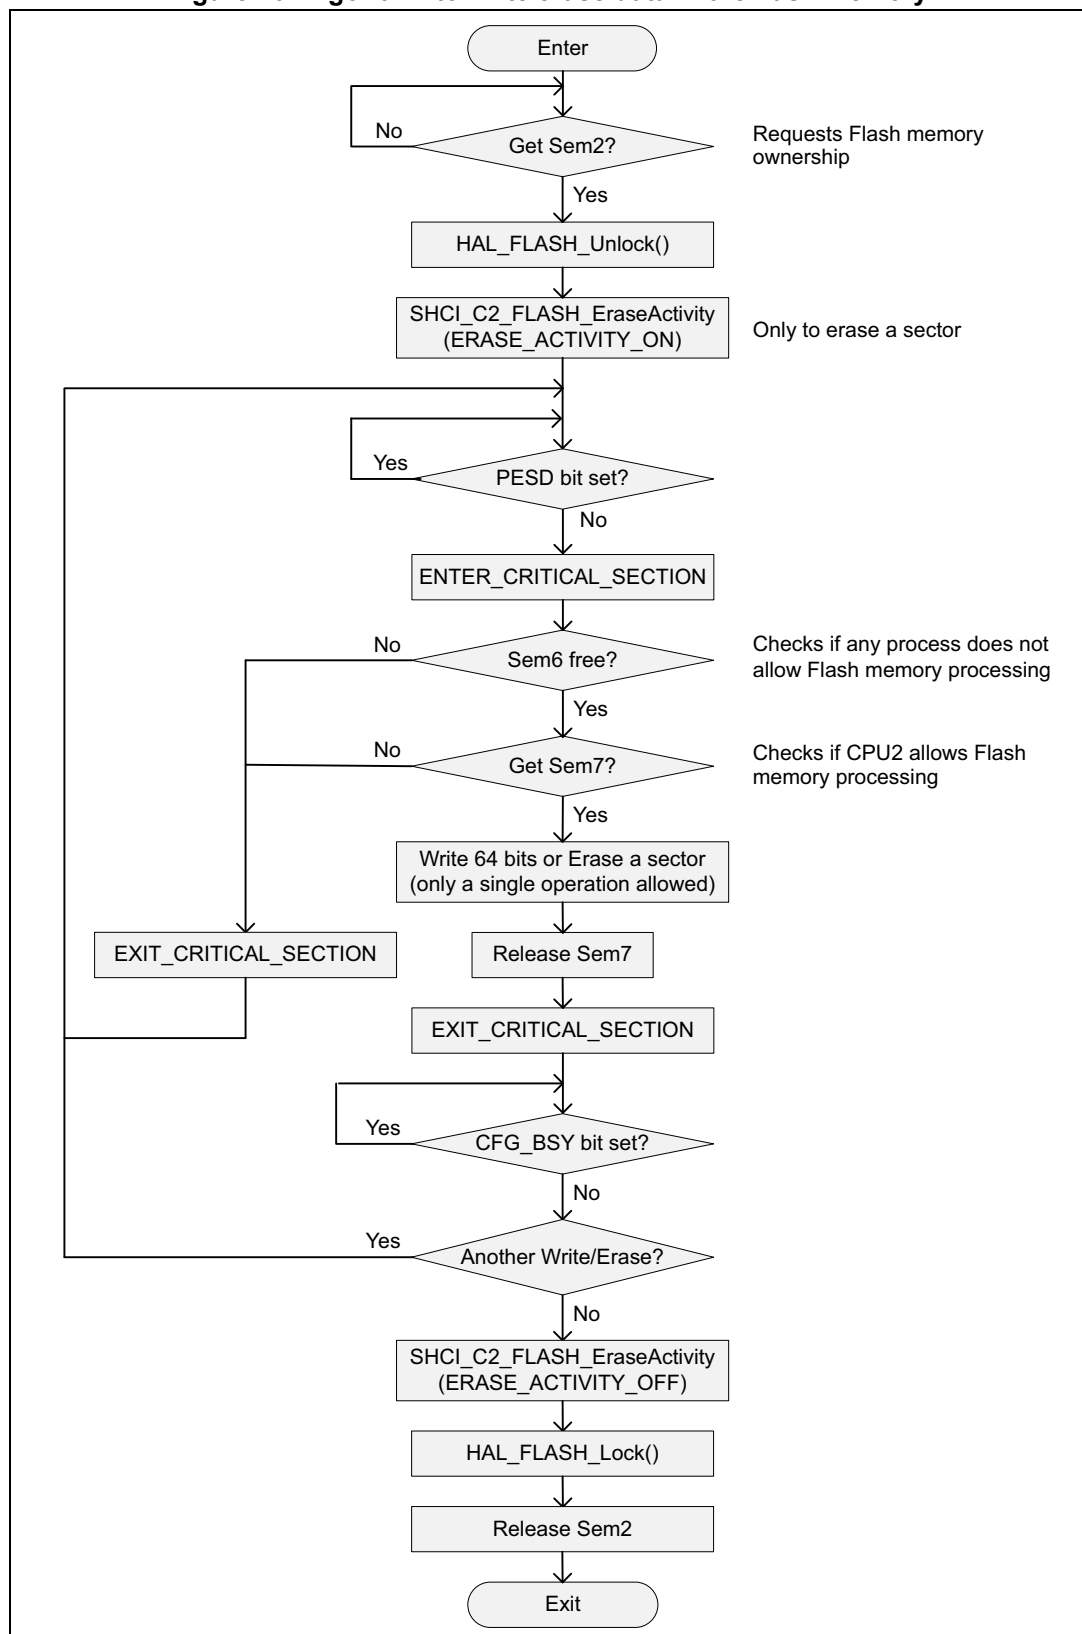 Enter
No
Get Sem2?
Requests Flash memory
ownership
Yes
HAL_FLASH_Unlock()
SHCI_C2_FLASH_EraseActivity
(ERASE_ACTIVITY_ON)
Only to erase a sector
Yes
PESD bit set?
No
ENTER_CRITICAL_SECTION
No
Sem6 free?
Checks if any process does not
allow Flash memory processing
Yes
No
Get Sem7?
Checks if CPU2 allows Flash
memory processing
Yes
Write 64 bits or Erase a sector
(only a single operation allowed)
EXIT_CRITICAL_SECTION
Release Sem7
EXIT_CRITICAL_SECTION
Yes
CFG_BSY bit set?
No
Yes
Another Write/Erase?
No
SHCI_C2_FLASH_EraseActivity
(ERASE_ACTIVITY_OFF)
HAL_FLASH_Lock()
Release Sem2
Exit